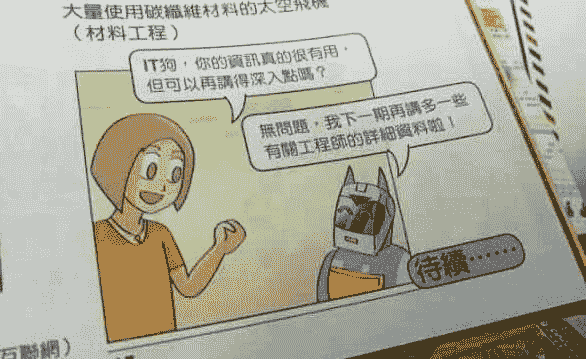 大量使用碳纖維材料的太空飛機
（材料工程）
IT狗，你的資訊真的很有用，
但可以再講得深入點嗎？
無問題，我下一期再講多一些
有關工程師的詳細資料啦！
待續……
互聯網）